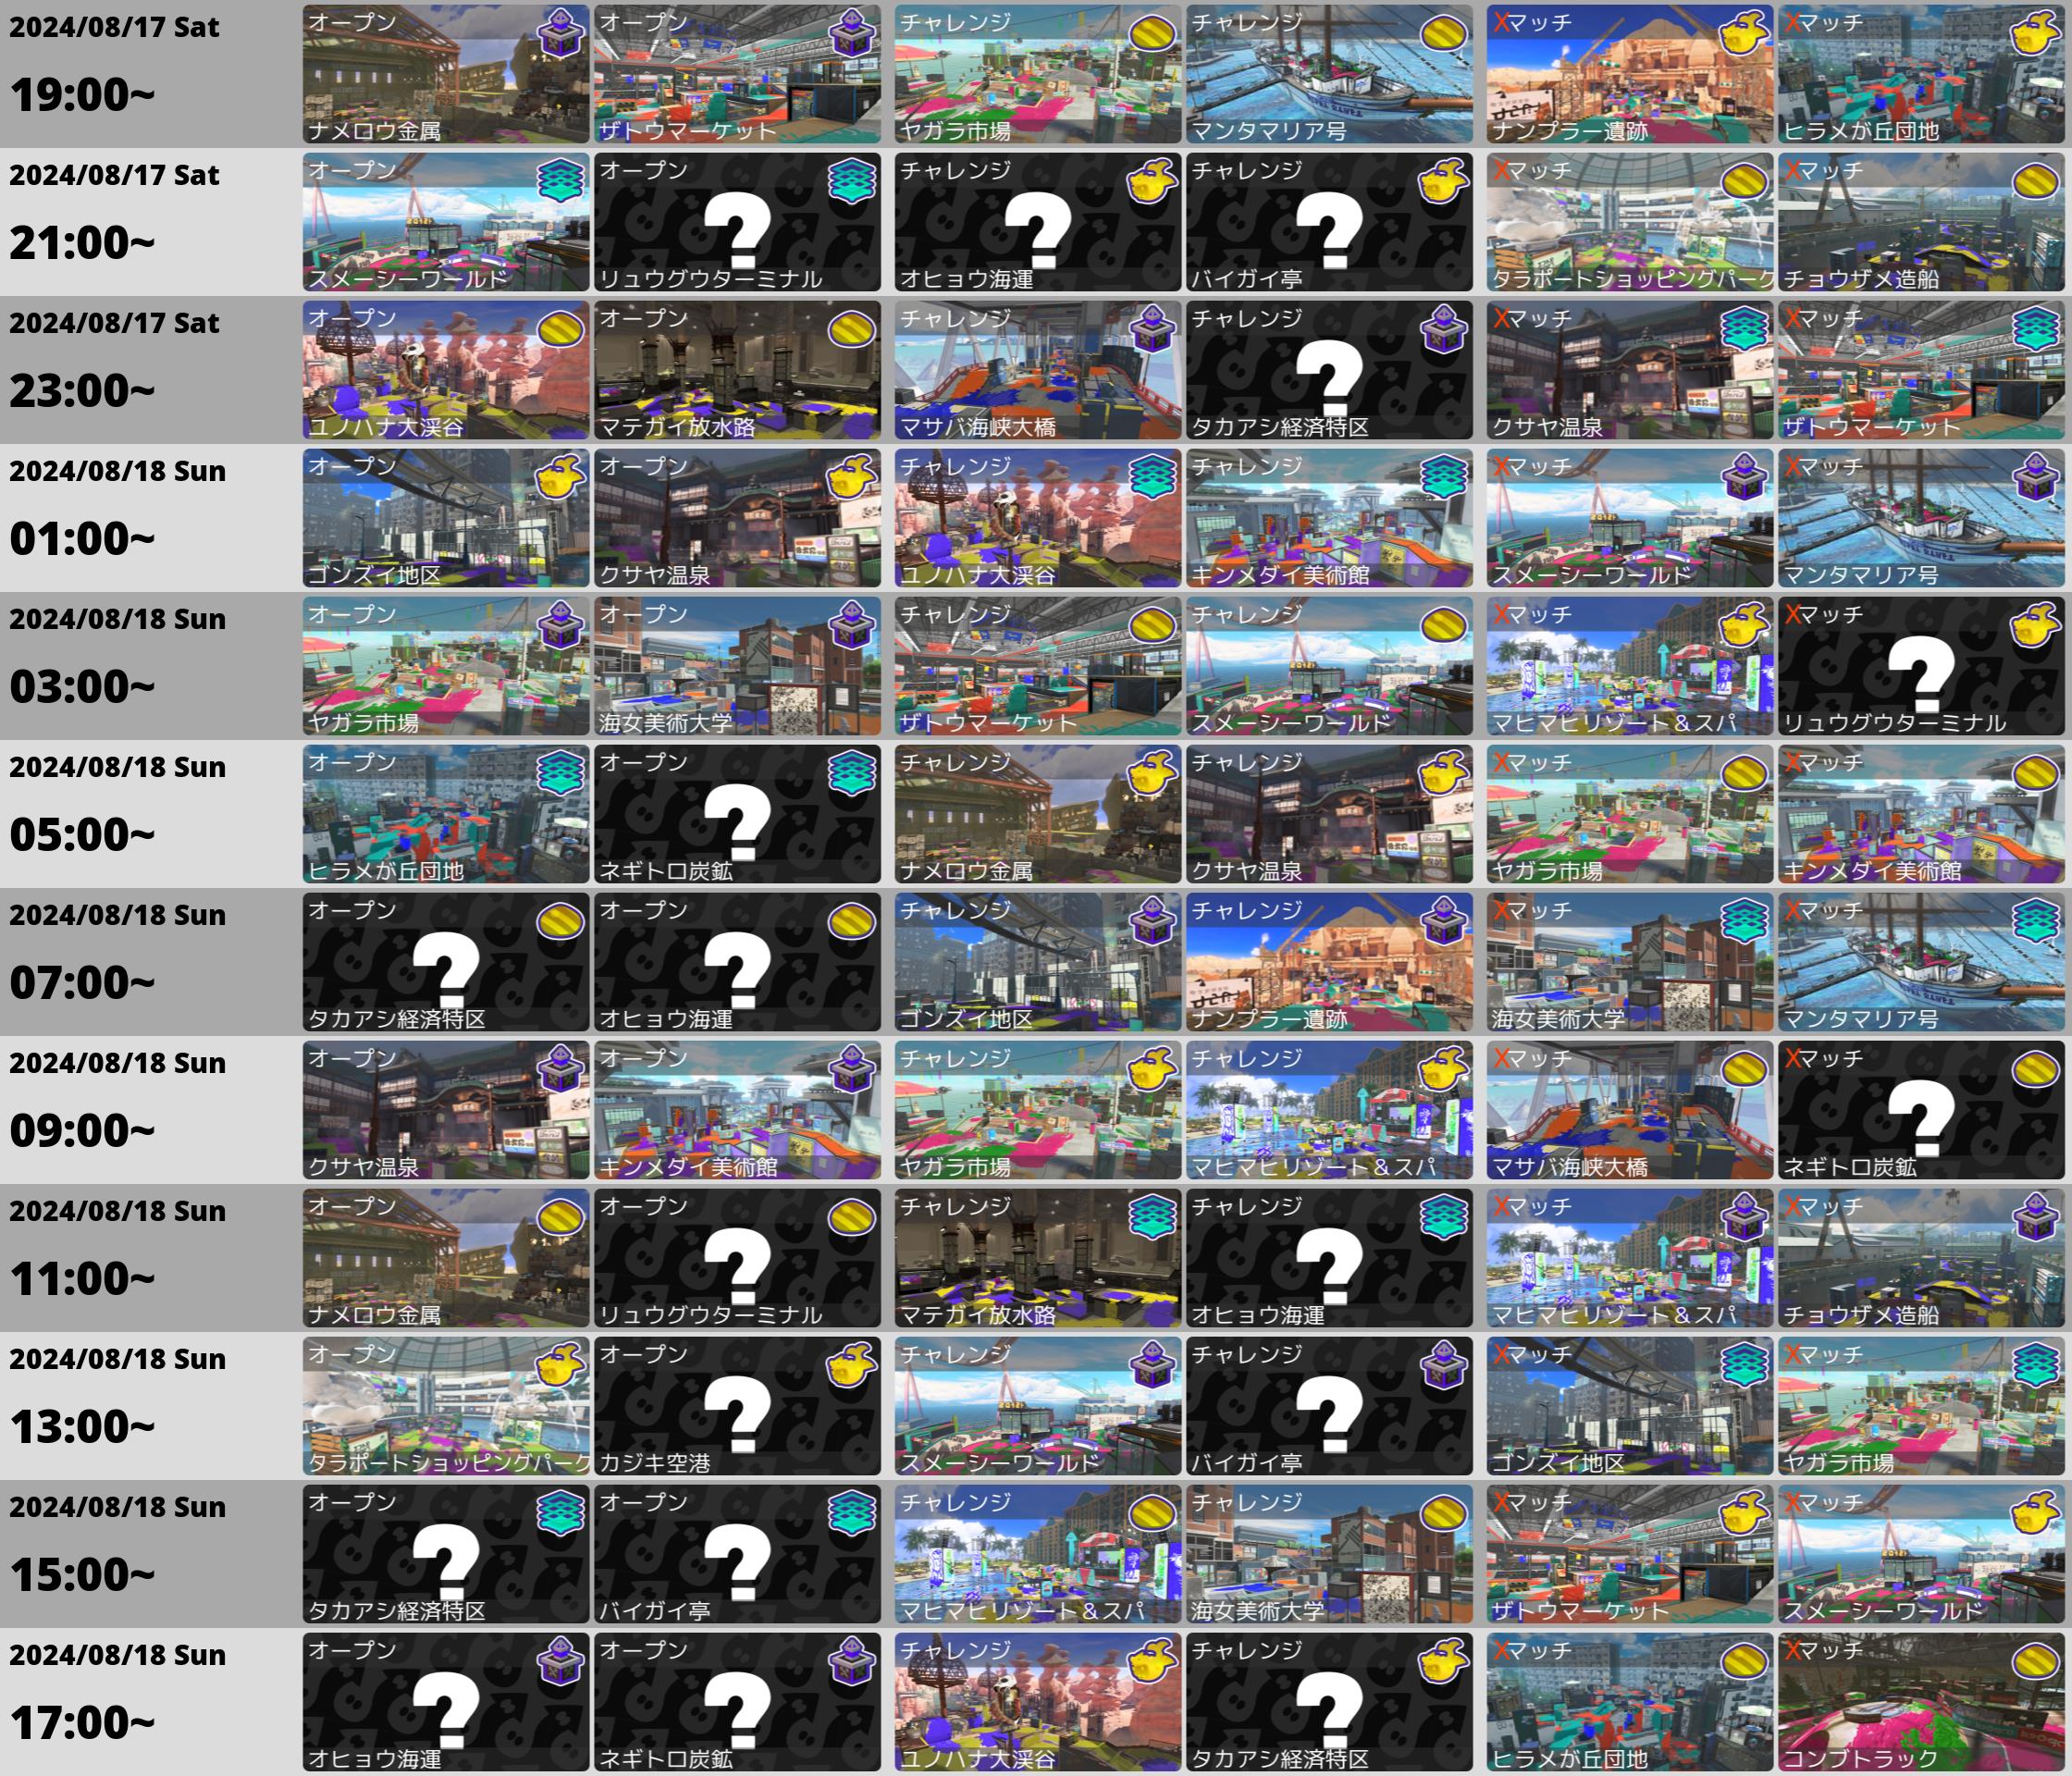 2024/08/17 Sat
19:00~
オープン オープン チャレンジ チャレンジ Xマッチ Xマッチ
ナメロウ金属 ザトウマーケット ヤガラ市場 マンタマリア号 ナンプラー遺跡 ヒラメが丘団地
2024/08/17 Sat
21:00~
オープン オープン チャレンジ チャレンジ Xマッチ Xマッチ
スメーシーワールド リュウグウターミナル オヒョウ海運 バイガイ亭 タラポートショッピングパーク チョウザメ造船
2024/08/17 Sat
23:00~
オープン オープン チャレンジ チャレンジ Xマッチ Xマッチ
ユノハナ大渓谷 マテガイ放水路 マサバ海峡大橋 タカアシ経済特区 クサヤ温泉 ザトウマーケット
2024/08/18 Sun
01:00~
オープン オープン チャレンジ チャレンジ Xマッチ Xマッチ
ゴンズイ地区 クサヤ温泉 ユノハナ大渓谷 キンメダイ美術館 スメーシーワールド マンタマリア号
2024/08/18 Sun
03:00~
オープン オープン チャレンジ チャレンジ Xマッチ Xマッチ
ヤガラ市場 海女美術大学 ザトウマーケット スメーシーワールド マヒマヒリゾート＆スパ リュウグウターミナル
2024/08/18 Sun
05:00~
オープン オープン チャレンジ チャレンジ Xマッチ Xマッチ
ヒラメが丘団地 ネギトロ炭鉱 ナメロウ金属 クサヤ温泉 ヤガラ市場 キンメダイ美術館
2024/08/18 Sun
07:00~
オープン オープン チャレンジ チャレンジ Xマッチ Xマッチ
タカアシ経済特区 オヒョウ海運 ゴンズイ地区 ナンプラー遺跡 海女美術大学 マンタマリア号
2024/08/18 Sun
09:00~
オープン オープン チャレンジ チャレンジ Xマッチ Xマッチ
クサヤ温泉 キンメダイ美術館 ヤガラ市場 マヒマヒリゾート＆スパ マサバ海峡大橋 ネギトロ炭鉱
2024/08/18 Sun
11:00~
オープン オープン チャレンジ チャレンジ Xマッチ Xマッチ
ナメロウ金属 リュウグウターミナル マテガイ放水路 オヒョウ海運 マヒマヒリゾート＆スパ チョウザメ造船
2024/08/18 Sun
13:00~
オープン オープン チャレンジ チャレンジ Xマッチ Xマッチ
タラポートショッピングパーク カジキ空港 スメーシーワールド バイガイ亭 ゴンズイ地区 ヤガラ市場
2024/08/18 Sun
15:00~
オープン オープン チャレンジ チャレンジ Xマッチ Xマッチ
タカアシ経済特区 バイガイ亭 マヒマヒリゾート＆スパ 海女美術大学 ザトウマーケット スメーシーワールド
2024/08/18 Sun
17:00~
オープン オープン チャレンジ チャレンジ Xマッチ Xマッチ
オヒョウ海運 ネギトロ炭鉱 ユノハナ大渓谷 タカアシ経済特区 ヒラメが丘団地 コンブトラック